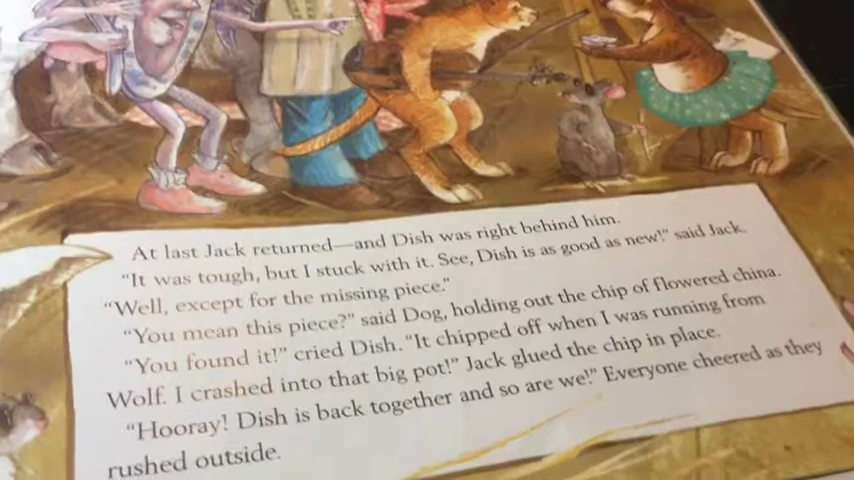 At last Jack returned—and Dish was right behind him.
"It was tough, but I stuck with it. See, Dish is as good as new!" said Jack.
"Well, except for the missing piece."
"You mean this piece?" said Dog, holding out the chip of flowered china.
"You found it!" cried Dish. "It chipped off when I was running from
Wolf. I crashed into that big pot!" Jack glued the chip in place.
"Hooray! Dish is back together and so are we!" Everyone cheered as they
rushed outside.